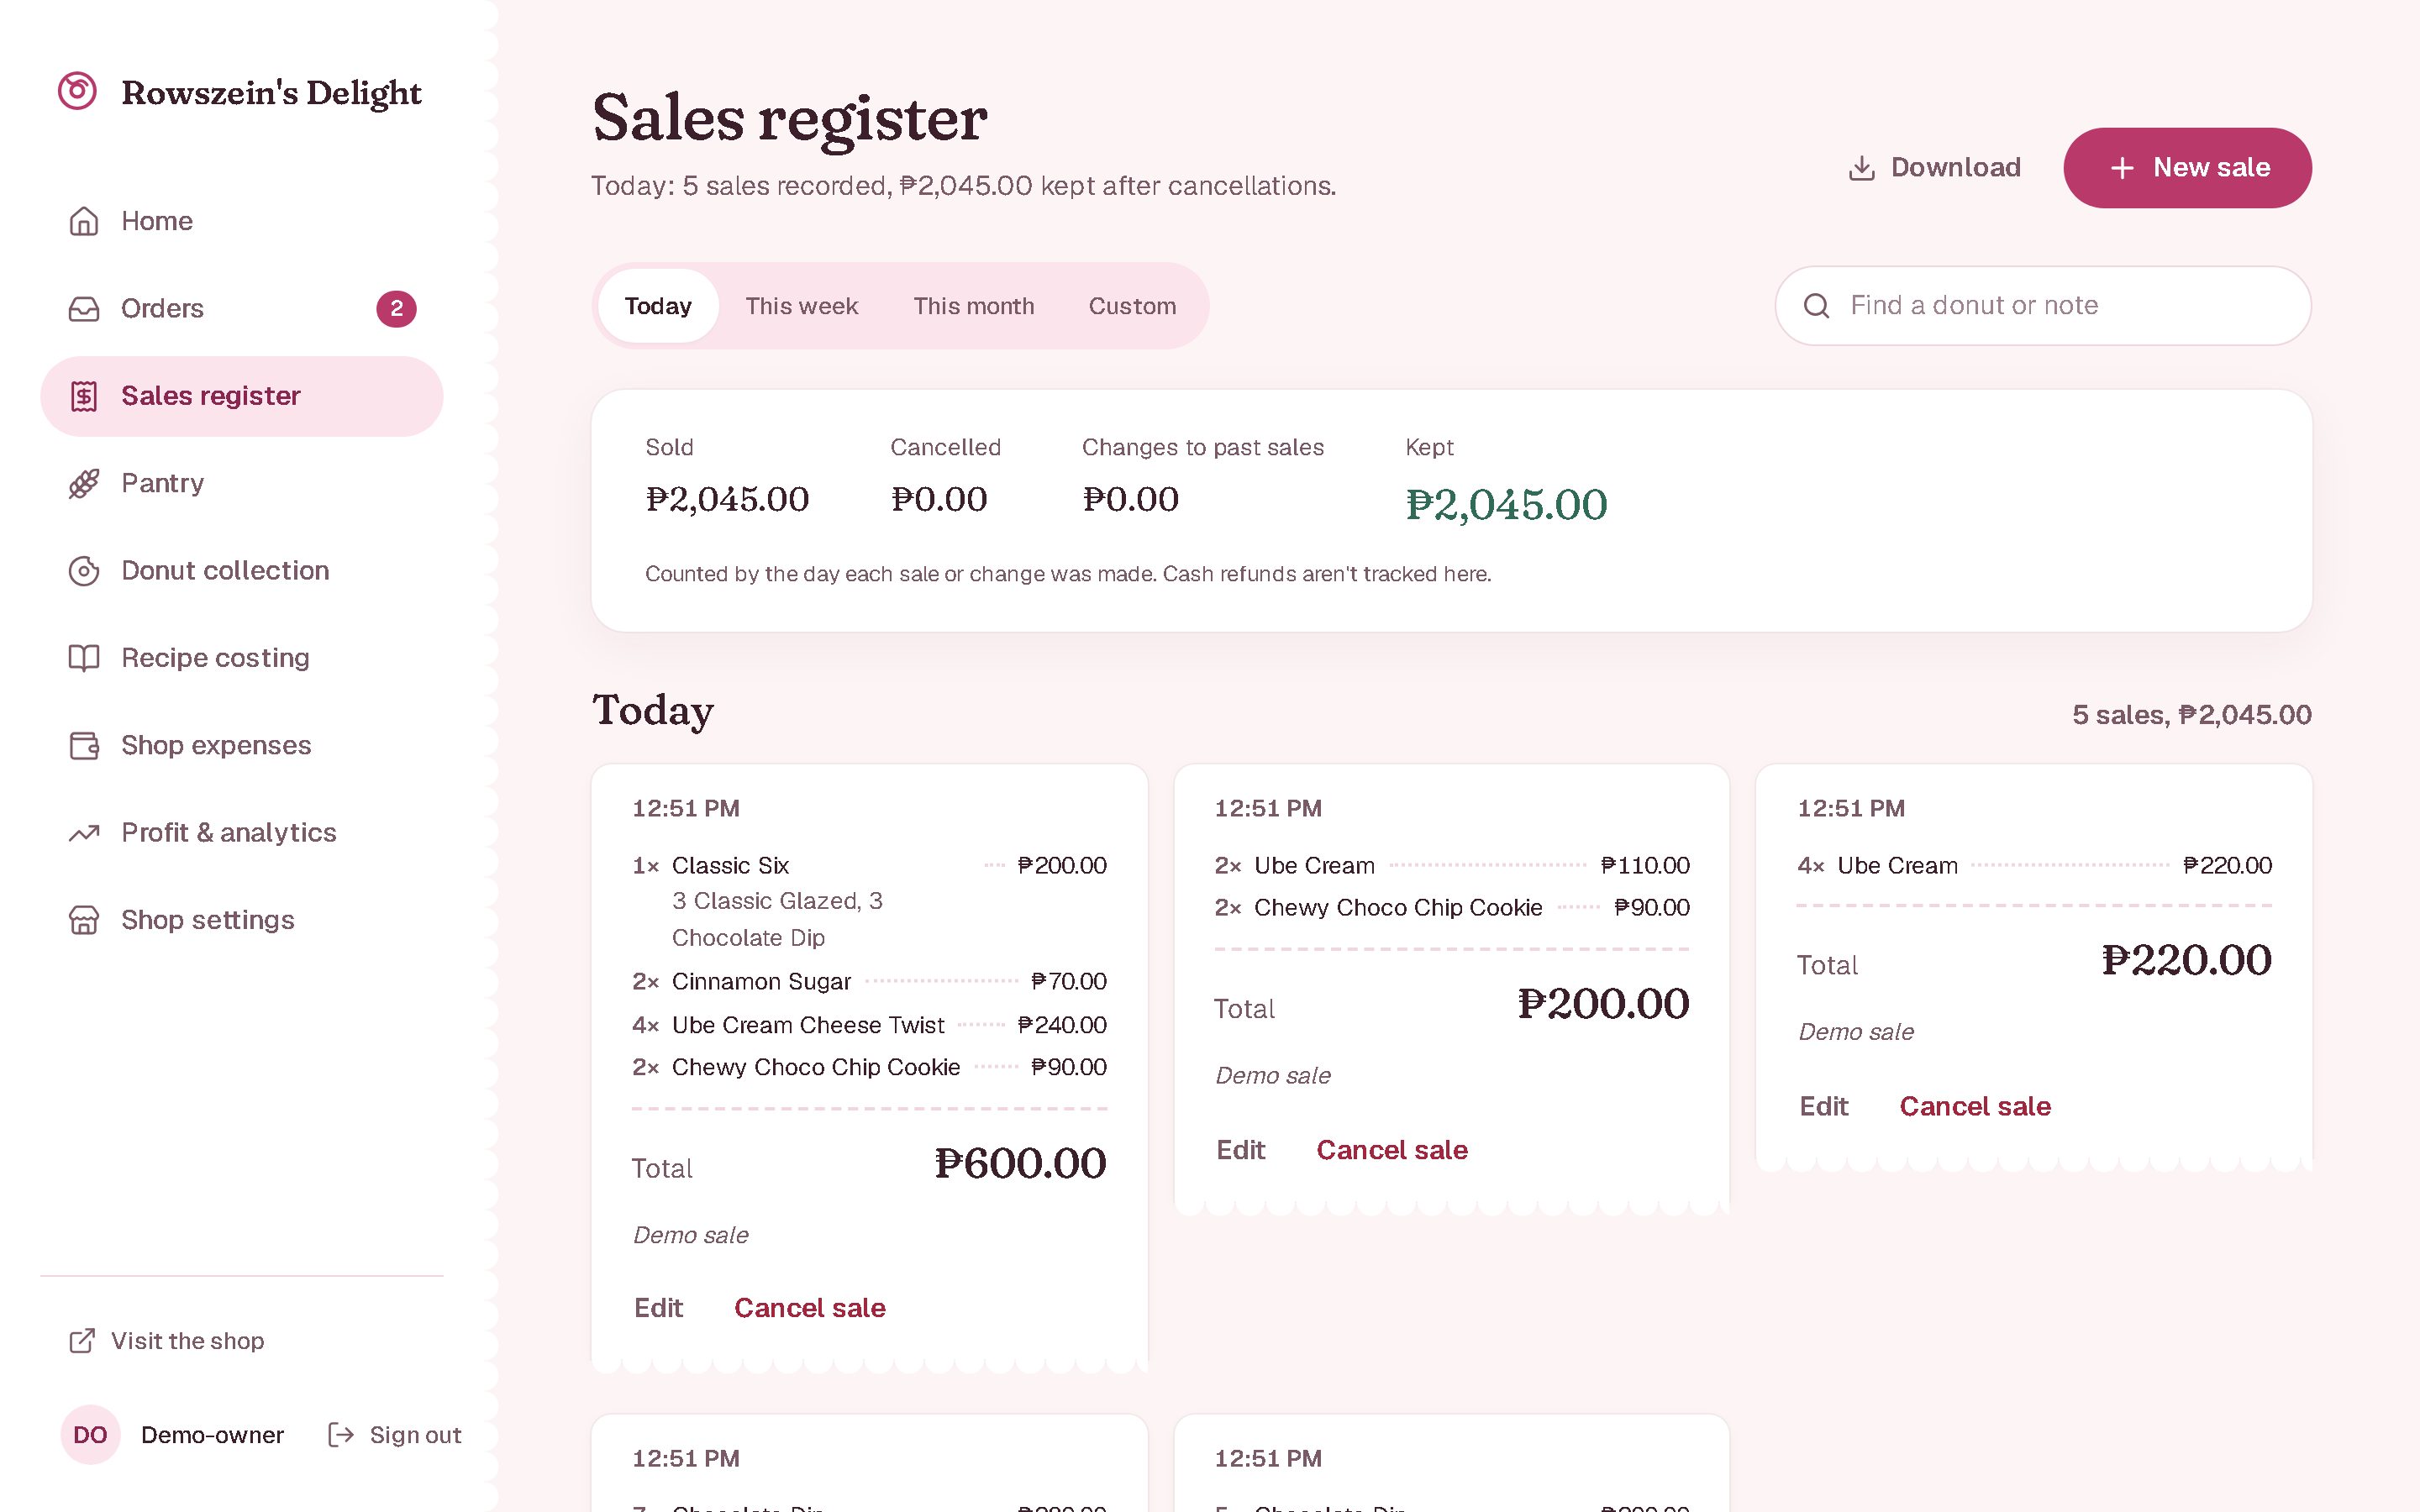 Rowszein's Delight
Home
Orders
2
Sales register
Pantry
Donut collection
Recipe costing
Shop expenses
Profit & analytics
Shop settings
Visit the shop
DO
Demo-owner
Sign out
Sales register
Today: 5 sales recorded, ₱2,045.00 kept after cancellations.
Download
New sale
Today
This week
This month
Custom
Find a donut or note
Sold
₱2,045.00
Cancelled
₱0.00
Changes to past sales
₱0.00
Kept
₱2,045.00
Counted by the day each sale or change was made. Cash refunds aren't tracked here.
Today
5 sales, ₱2,045.00
12:51 PM
1× Classic Six ₱200.00
3 Classic Glazed, 3
Chocolate Dip
2× Cinnamon Sugar ₱70.00
4× Ube Cream Cheese Twist ₱240.00
2× Chewy Choco Chip Cookie ₱90.00
Total ₱600.00
Demo sale
Edit Cancel sale
12:51 PM
2× Ube Cream ₱110.00
2× Chewy Choco Chip Cookie ₱90.00
Total ₱200.00
Demo sale
Edit Cancel sale
12:51 PM
4× Ube Cream ₱220.00
Total ₱220.00
Demo sale
Edit Cancel sale
12:51 PM
Chocolate Dip
12:51 PM
Chocolate Dip